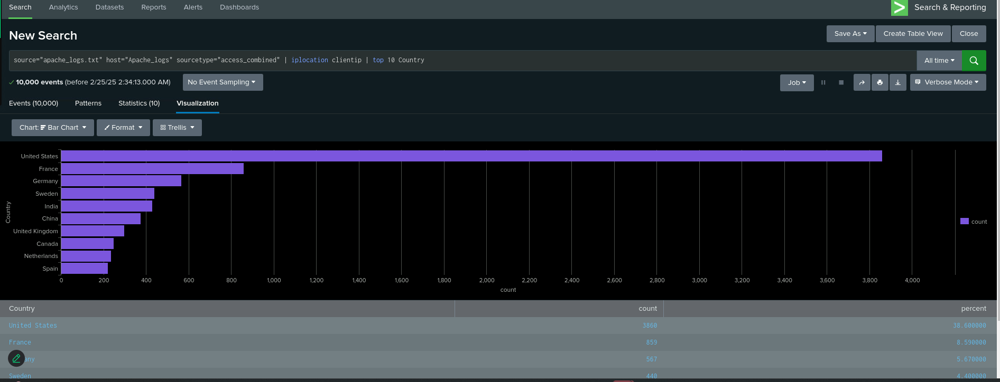 Search Analytics Datasets Reports Alerts Dashboards > Search & Reporting
New Search Save As Create Table View Close
source="apache_logs.txt" host="Apache_logs" sourcetype="access_combined" | iplocation clientip | top 10 Country All time
10,000 events (before 2/25/25 2:34:13.000 AM) No Event Sampling Job Verbose Mode
Events (10,000) Patterns Statistics (10) Visualization
Chart: Bar Chart Format Trellis
Country
United States
France
Germany
Sweden
India
China
United Kingdom
Canada
Netherlands
Spain
0 200 400 600 800 1,000 1,200 1,400 1,600 1,800 2,000 2,200 2,400 2,600 2,800 3,000 3,200 3,400 3,600 3,800 4,000
count
count
Country count percent
United States 3860 38.600000
France 859 8.590000
any 567 5.670000
Sweden 440 4.400000